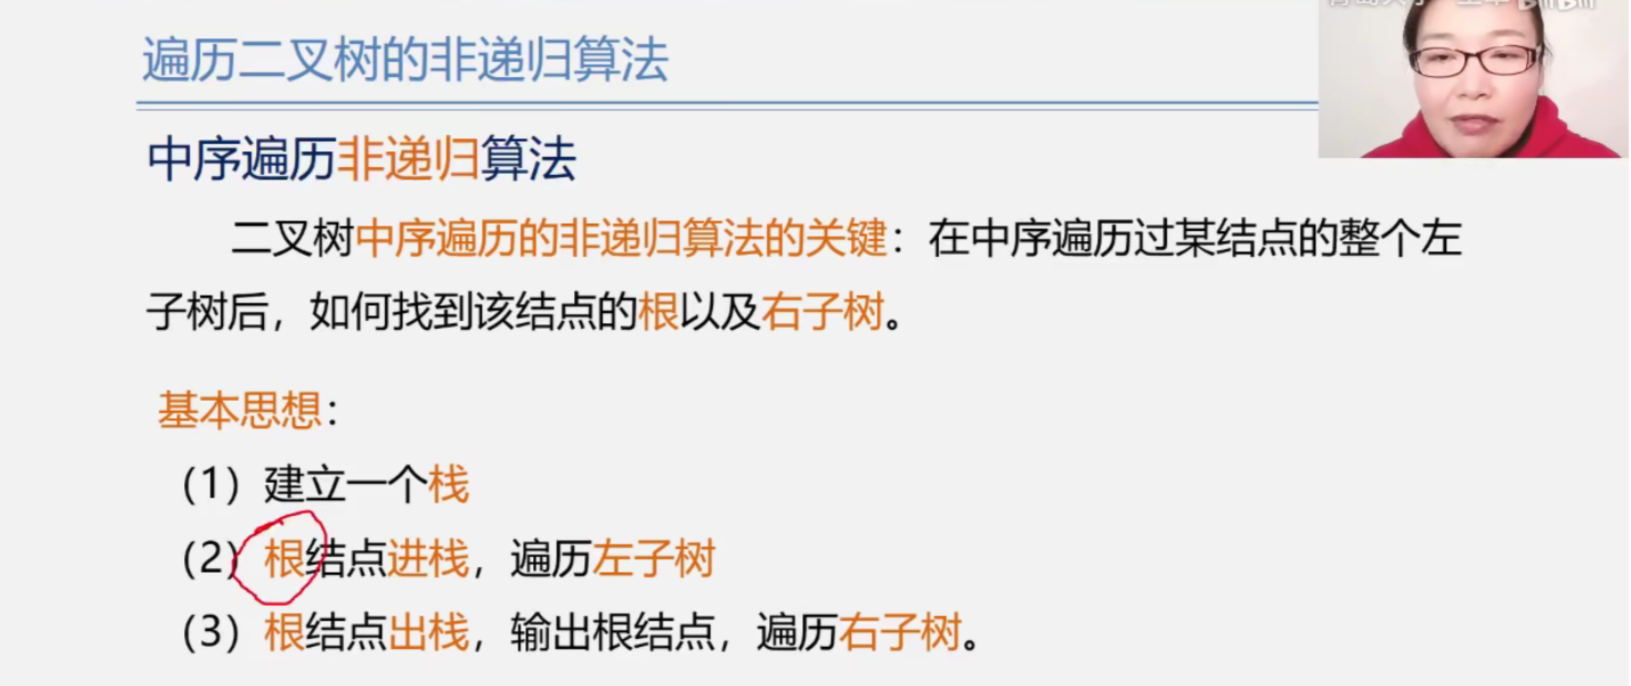 遍历二叉树的非递归算法
中序遍历非递归算法
二叉树中序遍历的非递归算法的关键：在中序遍历过某结点的整个左
子树后，如何找到该结点的根以及右子树。
基本思想：
（1）建立一个栈
（2）根结点进栈，遍历左子树
（3）根结点出栈，输出根结点，遍历右子树。